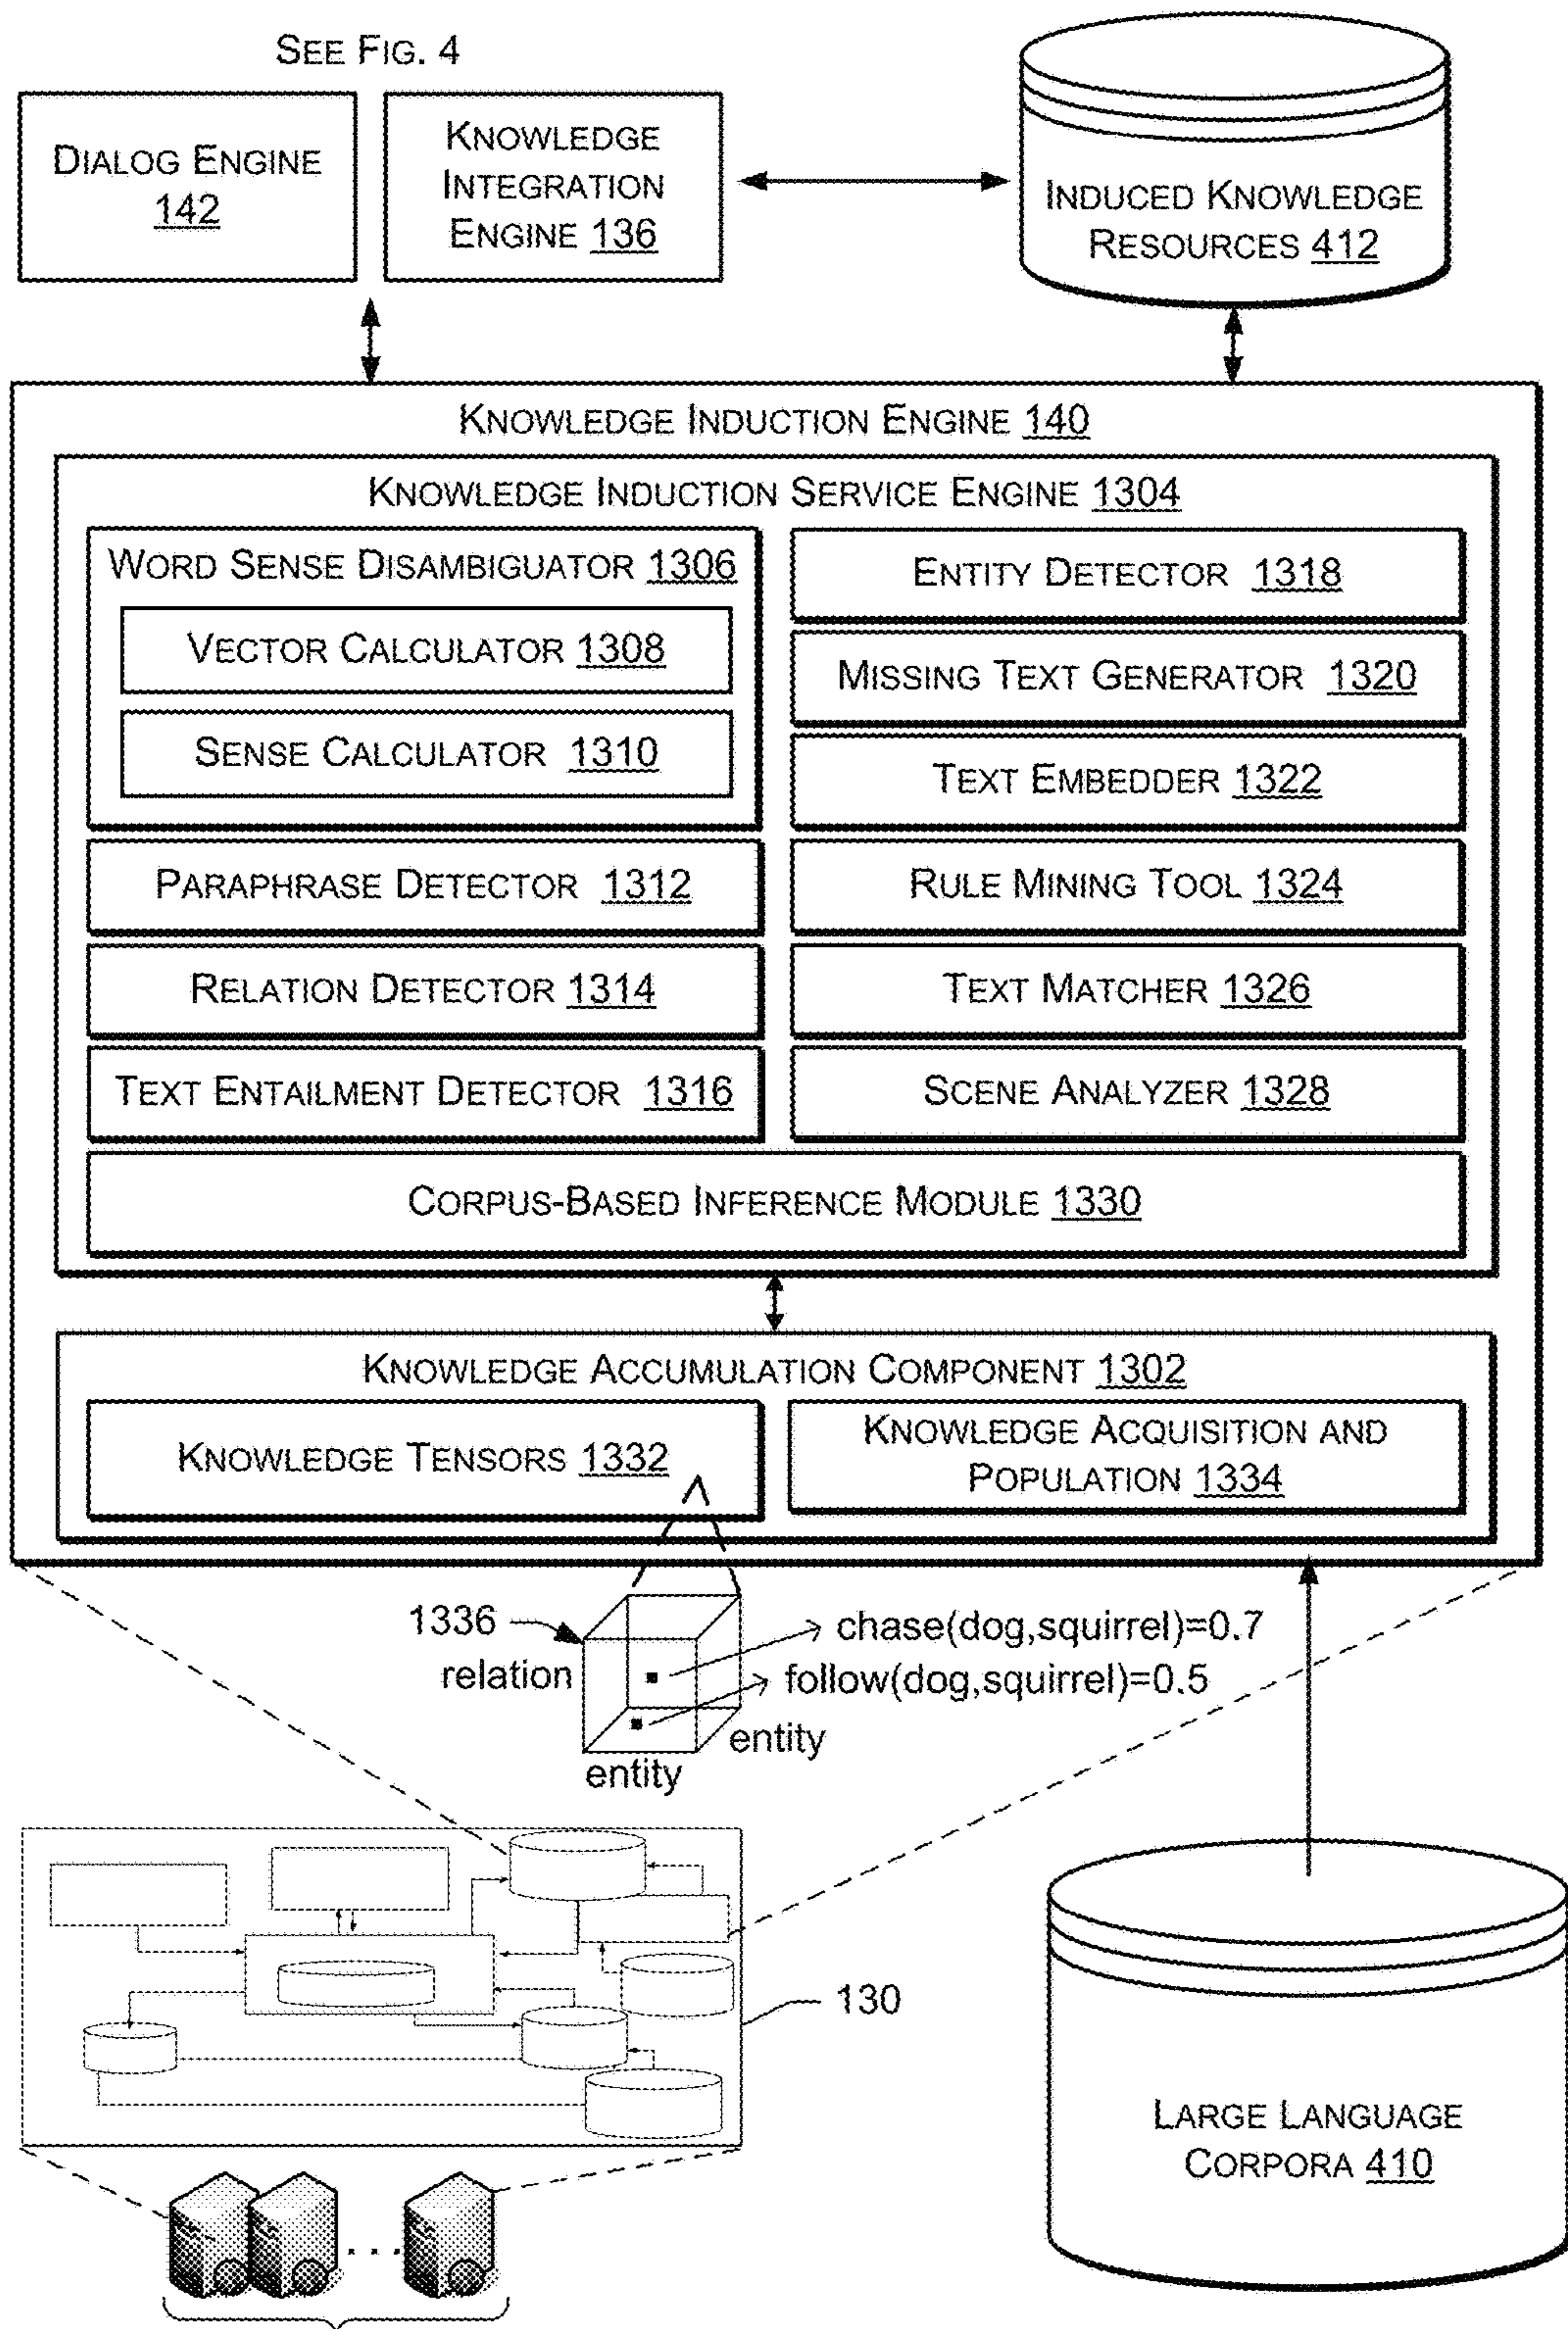 SEE FIG. 4
DIALOG ENGINE
142
KNOWLEDGE
INTEGRATION
ENGINE 136
INDUCED KNOWLEDGE
RESOURCES 412
KNOWLEDGE INDUCTION ENGINE 140
KNOWLEDGE INDUCTION SERVICE ENGINE 1304
WORD SENSE DISAMBIGUATOR 1306
VECTOR CALCULATOR 1308
SENSE CALCULATOR 1310
PARAPHRASE DETECTOR 1312
RELATION DETECTOR 1314
TEXT ENTAILMENT DETECTOR 1316
ENTITY DETECTOR 1318
MISSING TEXT GENERATOR 1320
TEXT EMBEDDER 1322
RULE MINING TOOL 1324
TEXT MATCHER 1326
SCENE ANALYZER 1328
CORPUS-BASED INFERENCE MODULE 1330
KNOWLEDGE ACCUMULATION COMPONENT 1302
KNOWLEDGE TENSORS 1332
KNOWLEDGE ACQUISITION AND
POPULATION 1334
1336
relation
chase(dog,squirrel)=0.7
follow(dog,squirrel)=0.5
entity
entity
130
LARGE LANGUAGE
CORPORA 410